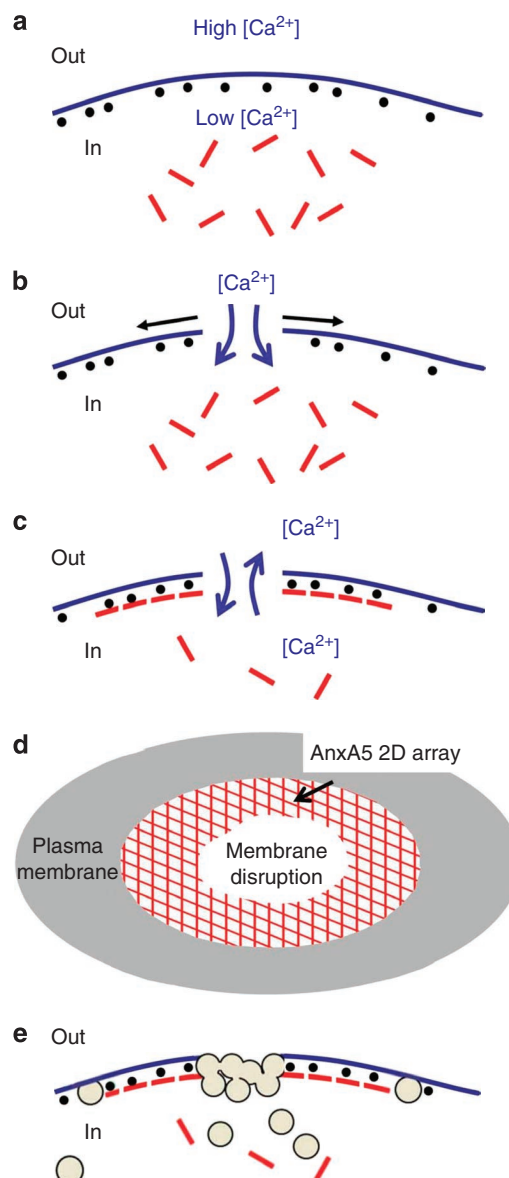 a
High [Ca²⁺]
Out
Low [Ca²⁺]
In
b
[Ca²⁺]
Out
In
c
[Ca²⁺]
Out
In
[Ca²⁺]
d
AnxA5 2D array
Plasma
membrane
Membrane
disruption
e
Out
In